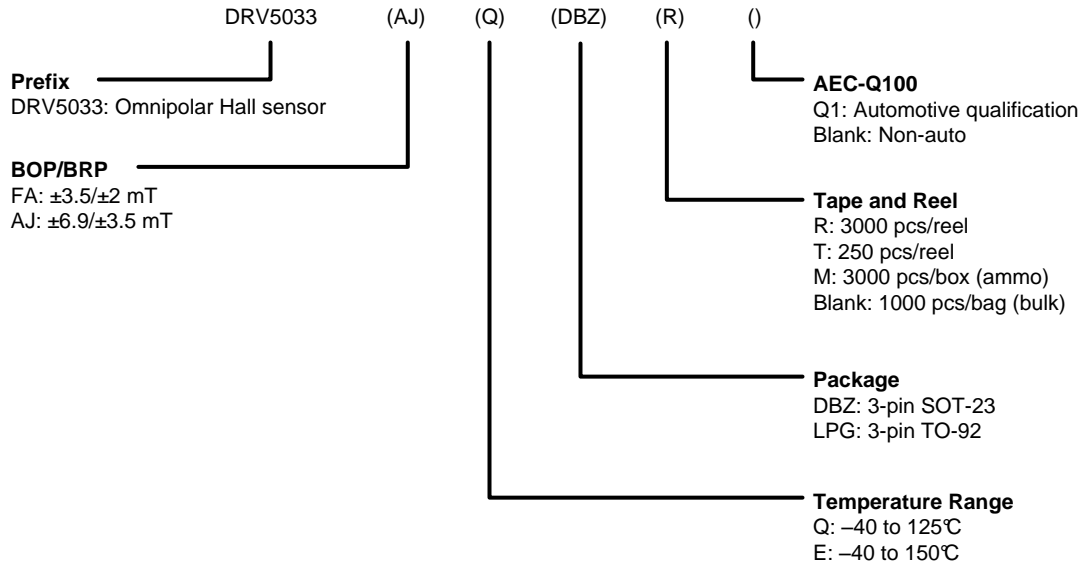 DRV5033 (AJ) (Q) (DBZ) (R) ()
Prefix
DRV5033: Omnipolar Hall sensor
BOP/BRP
FA: ±3.5/±2 mT
AJ: ±6.9/±3.5 mT
AEC-Q100
Q1: Automotive qualification
Blank: Non-auto
Tape and Reel
R: 3000 pcs/reel
T: 250 pcs/reel
M: 3000 pcs/box (ammo)
Blank: 1000 pcs/bag (bulk)
Package
DBZ: 3-pin SOT-23
LPG: 3-pin TO-92
Temperature Range
Q: –40 to 125℃
E: –40 to 150℃